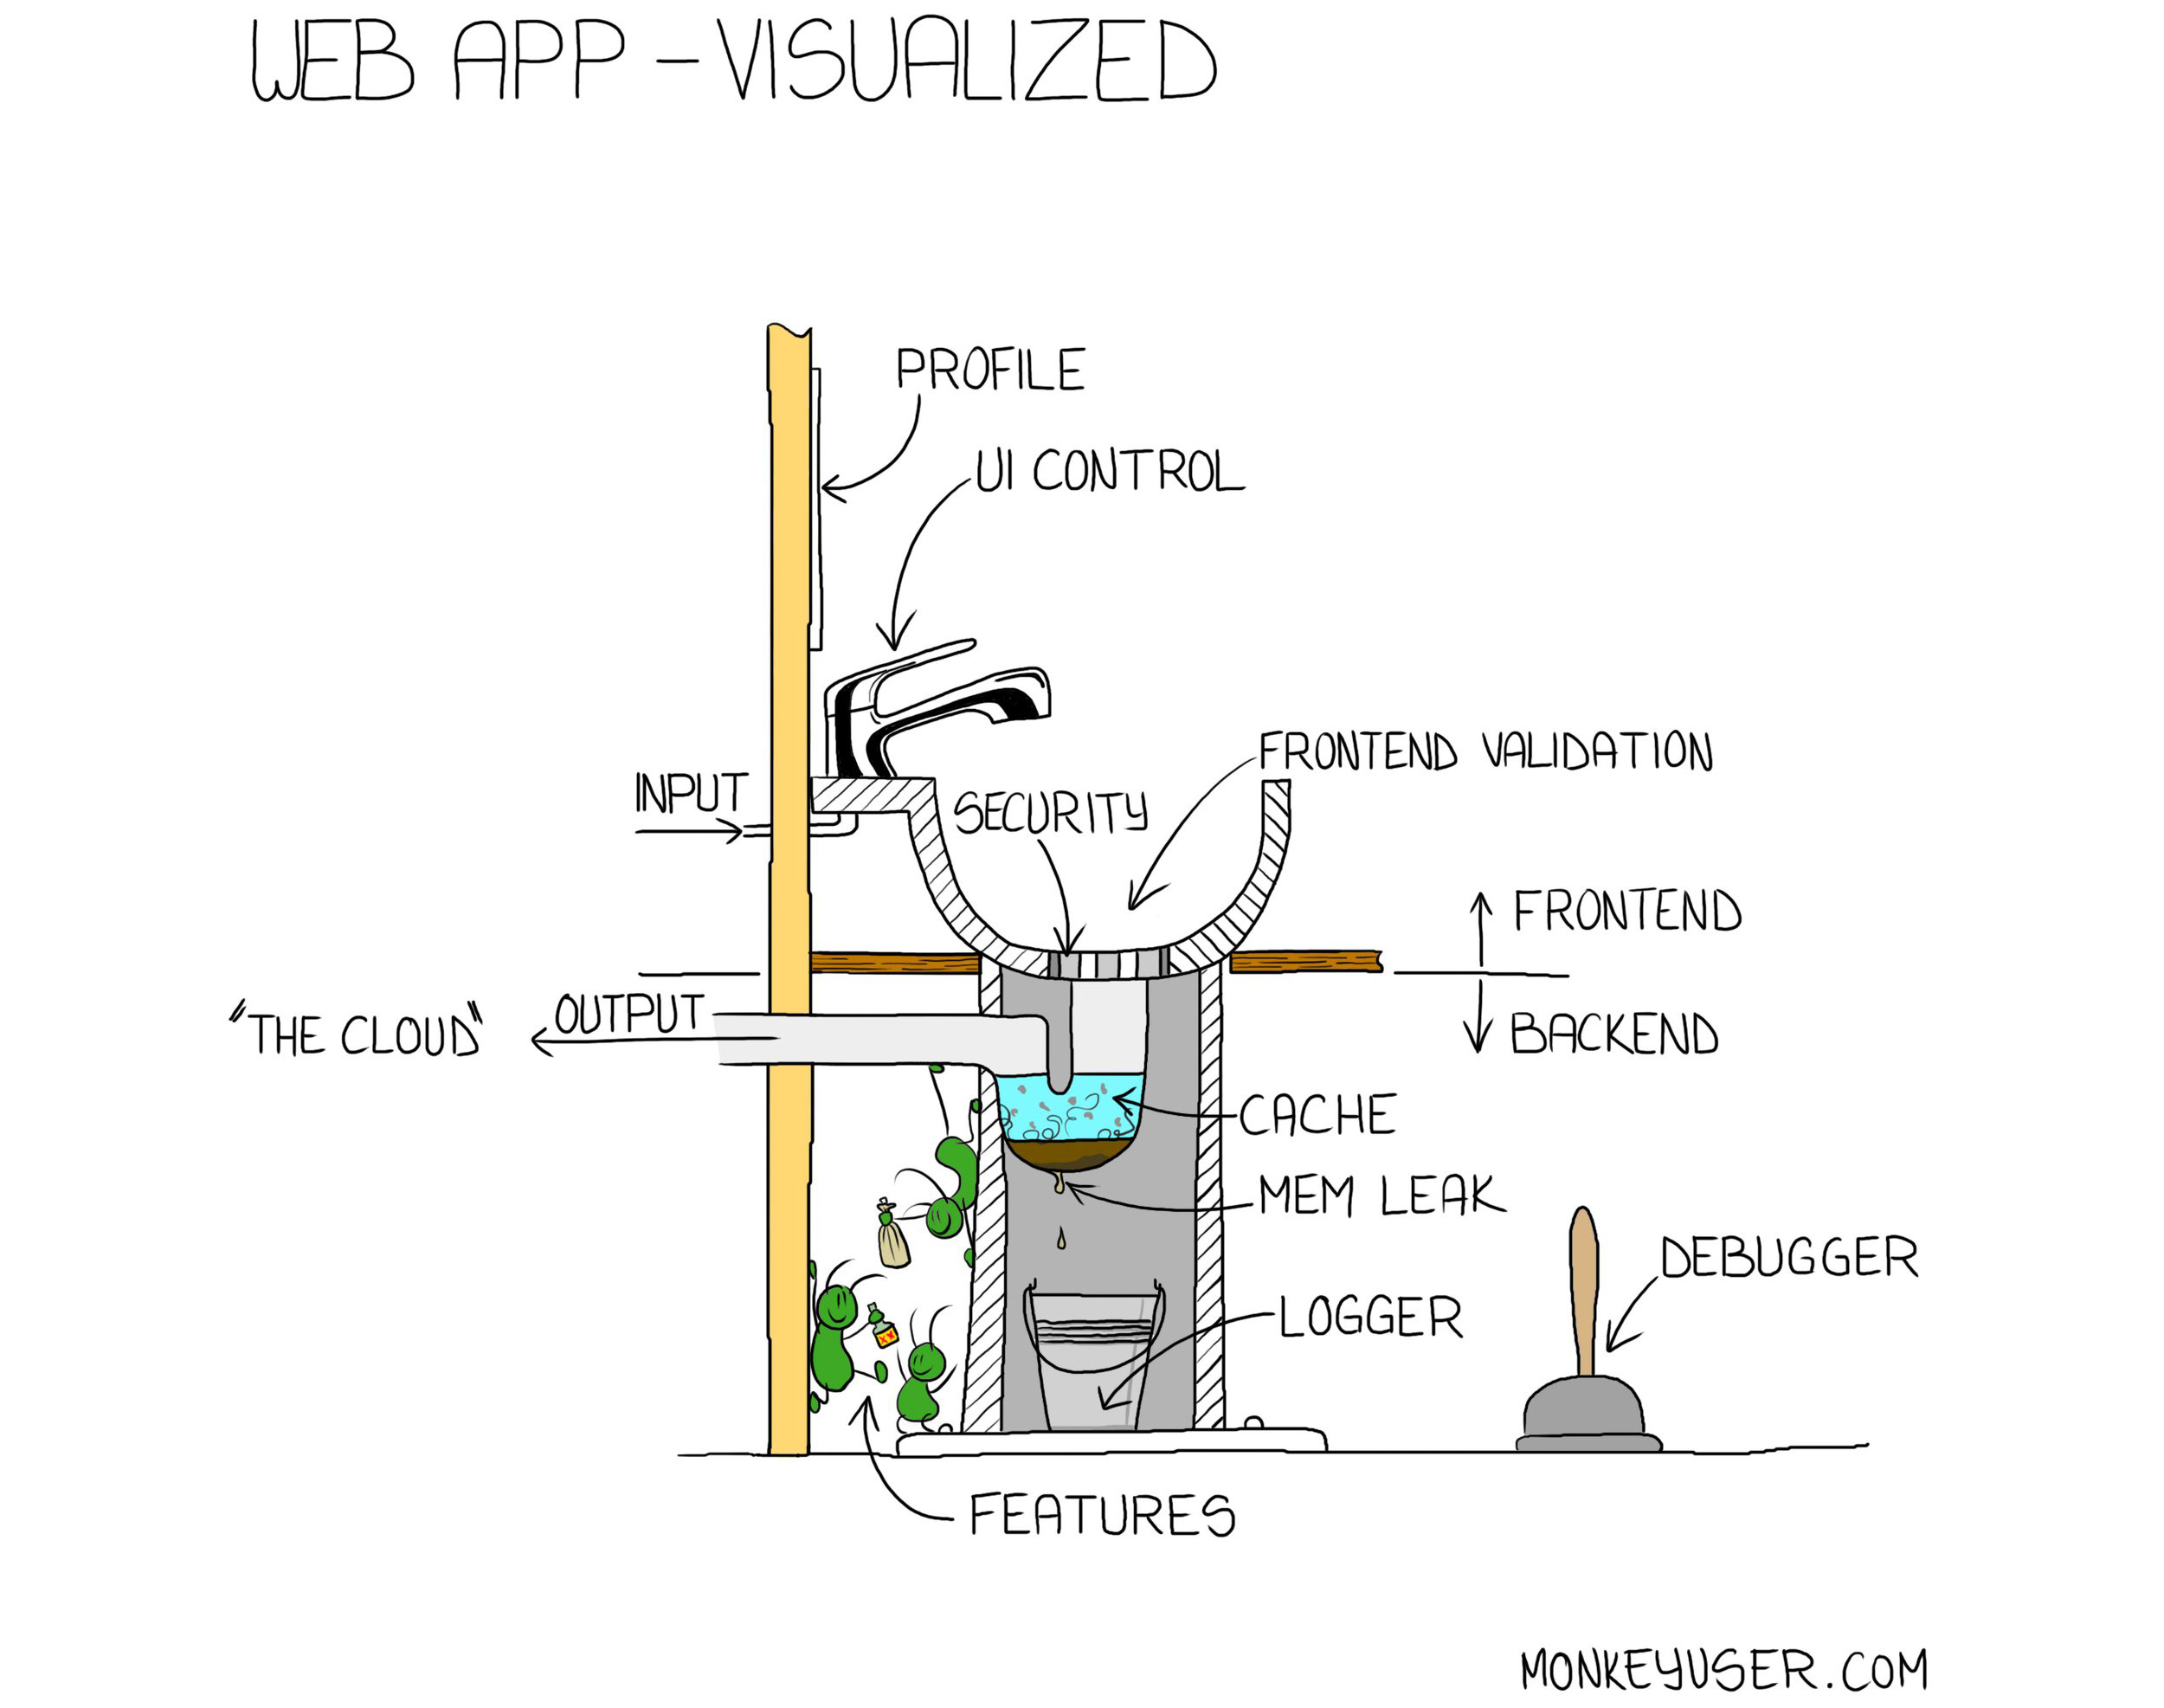 WEB APP - VISUALIZED
PROFILE
UI CONTROL
FRONTEND VALIDATION
INPUT
SECURITY
FRONTEND
"THE CLOUD"
OUTPUT
BACKEND
CACHE
MEM LEAK
DEBUGGER
LOGGER
XX
FEATURES
MONKEYUSER.COM